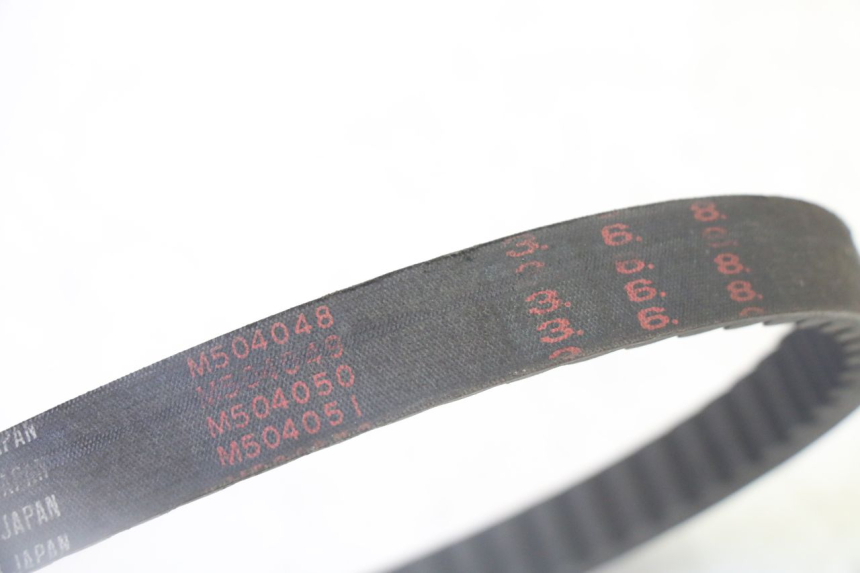 JAPAN
JAPAN
JAPAN
M504048
M504050
M504051
3. 6. 8.
3. 6. 8.
3. 6. 8.